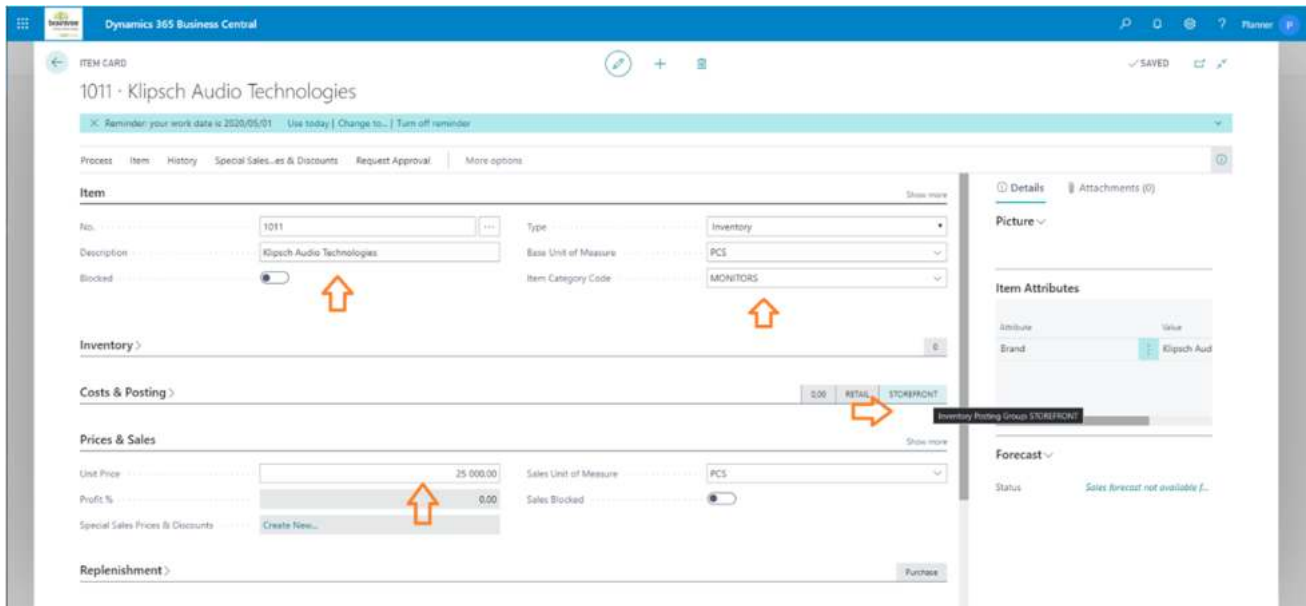 braintree
Dynamics 365 Business Central
? Planner P
ITEM CARD
SAVED
1011 · Klipsch Audio Technologies
Reminder: your work date is 2020/05/01 Use today | Change to... | Turn off reminder
Process Item History Special Sales...es & Discounts Request Approval More options
Item
Show more
No. 1011 ...
Type Inventory
Description Klipsch Audio Technologies
Base Unit of Measure PCS
Blocked
Item Category Code MONITORS
Inventory
0
Costs & Posting
0,00 RETAIL STOREFRONT
Inventory Posting Group: STOREFRONT
Prices & Sales
Show more
Unit Price 25 000.00
Sales Unit of Measure PCS
Profit % 0.00
Sales Blocked
Special Sales Prices & Discounts Create New...
Replenishment
Purchase
Details Attachments (0)
Picture
Item Attributes
Attribute Value
Brand Klipsch Aud
Forecast
Status Sales forecast not available f...